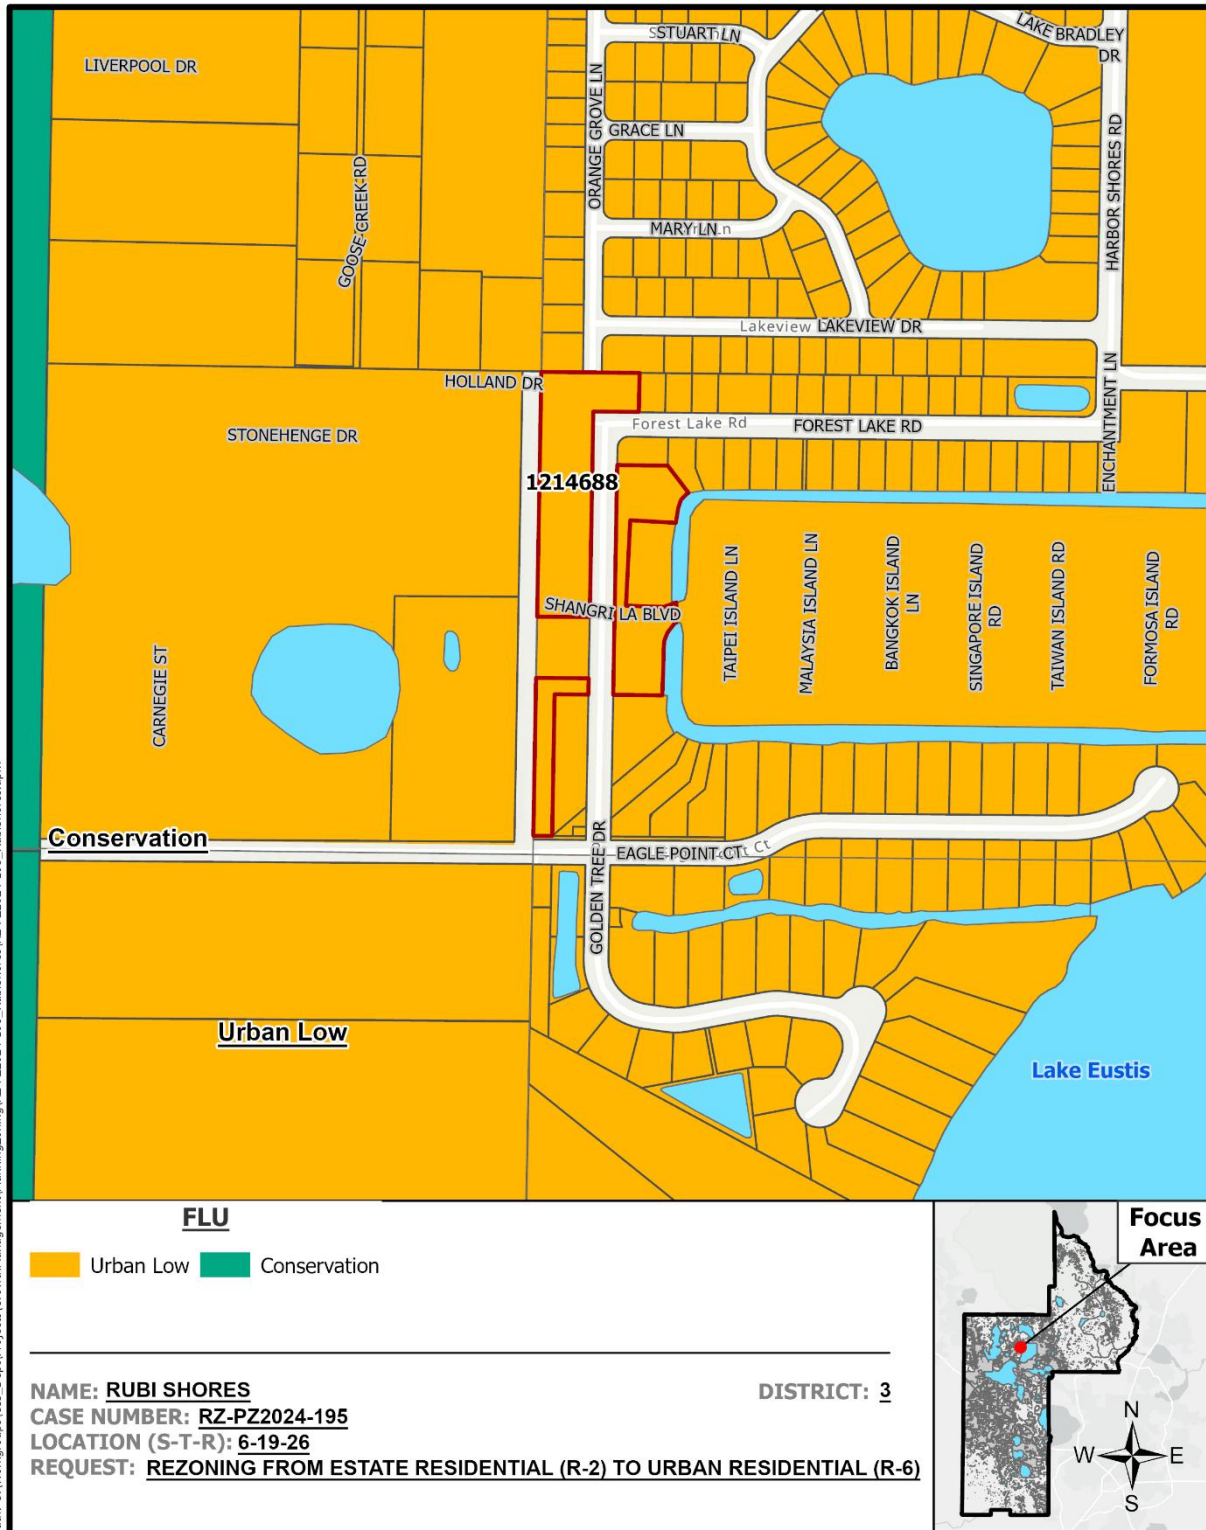 LAKE BRADLEY
DR
STUART LN
LIVERPOOL DR
ORANGE GROVE LN
GRACE LN
HARBOR SHORES RD
GOOSE CREEK RD
MARY LN
Lakeview
LAKEVIEW DR
HOLLAND DR
ENCHANTMENT LN
Forest Lake Rd
FOREST LAKE RD
STONEHENGE DR
1214688
TAIPEI ISLAND LN
MALAYSIA ISLAND LN
BANGKOK ISLAND
LN
SINGAPORE ISLAND
RD
TAIWAN ISLAND RD
FORMOSA ISLAND
RD
SHANGRI LA BLVD
CARNEGIE ST
Conservation
EAGLE POINT CT
Ct
GOLDEN TREE DR
Urban Low
Lake Eustis
FLU
Urban Low
Conservation
Focus
Area
NAME: RUBI SHORES
DISTRICT: 3
CASE NUMBER: RZ-PZ2024-195
LOCATION (S-T-R): 6-19-26
REQUEST: REZONING FROM ESTATE RESIDENTIAL (R-2) TO URBAN RESIDENTIAL (R-6)
N
W
E
S